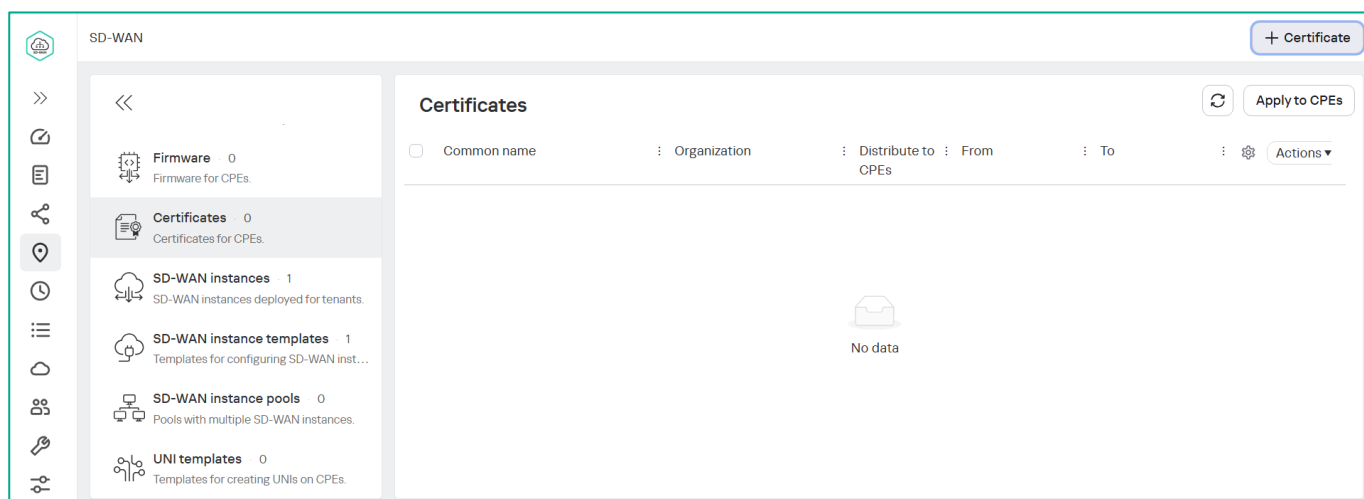 SD-WAN
+ Certificate
Certificates
Apply to CPEs
Common name
Organization
Distribute to CPEs
From
To
Actions
No data
Firmware 0
Firmware for CPEs.
Certificates 0
Certificates for CPEs.
SD-WAN instances 1
SD-WAN instances deployed for tenants.
SD-WAN instance templates 1
Templates for configuring SD-WAN inst...
SD-WAN instance pools 0
Pools with multiple SD-WAN instances.
UNI templates 0
Templates for creating UNIs on CPEs.